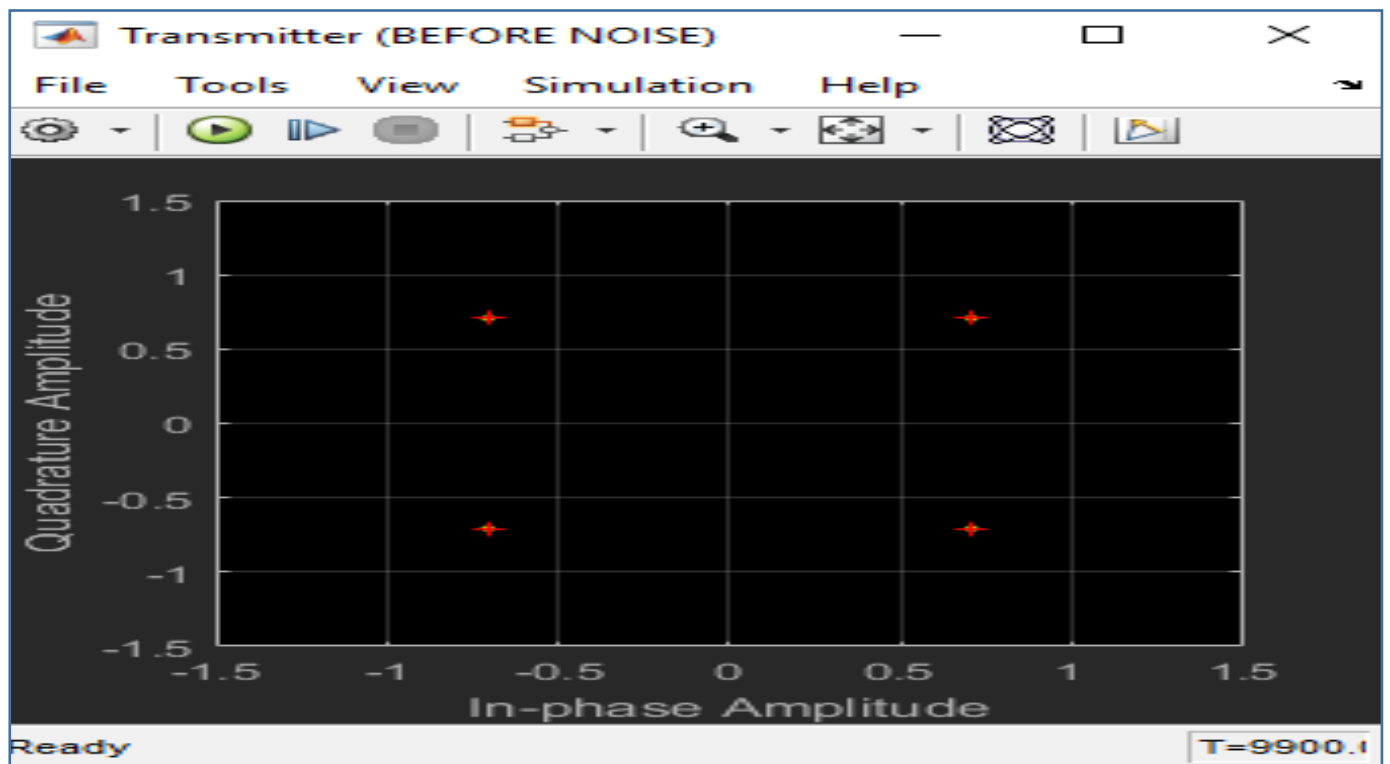 Transmitter (BEFORE NOISE)
File Tools View Simulation Help
1.5
1
0.5
0
-0.5
-1
-1.5
Quadrature Amplitude
-1.5 -1 -0.5 0 0.5 1 1.5
In-phase Amplitude
Ready T=9900.